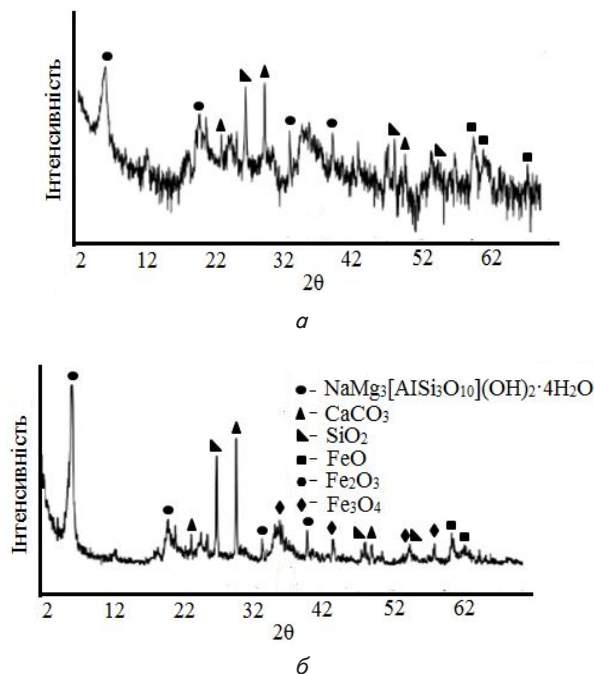 Інтенсивність
2 12 22 32 42 52 62
2θ
а
Інтенсивність
– NaMg₃[AlSi₃O₁₀](OH)₂·4H₂O
– CaCO₃
– SiO₂
– FeO
– Fe₂O₃
– Fe₃O₄
2 12 22 32 42 52 62
2θ
б